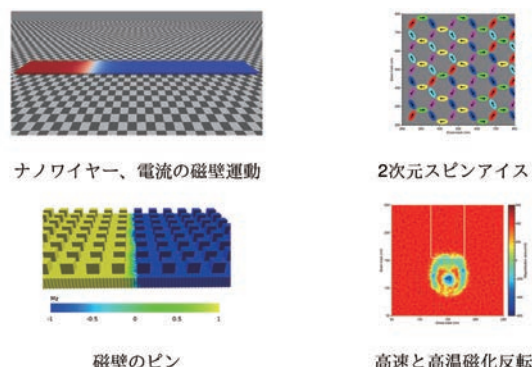 ナノワイヤー、電流の磁壁運動
2次元スピンアイス
Mz
-1 -0.5 0 0.5 1
磁壁のピン
高速と高温磁化反転